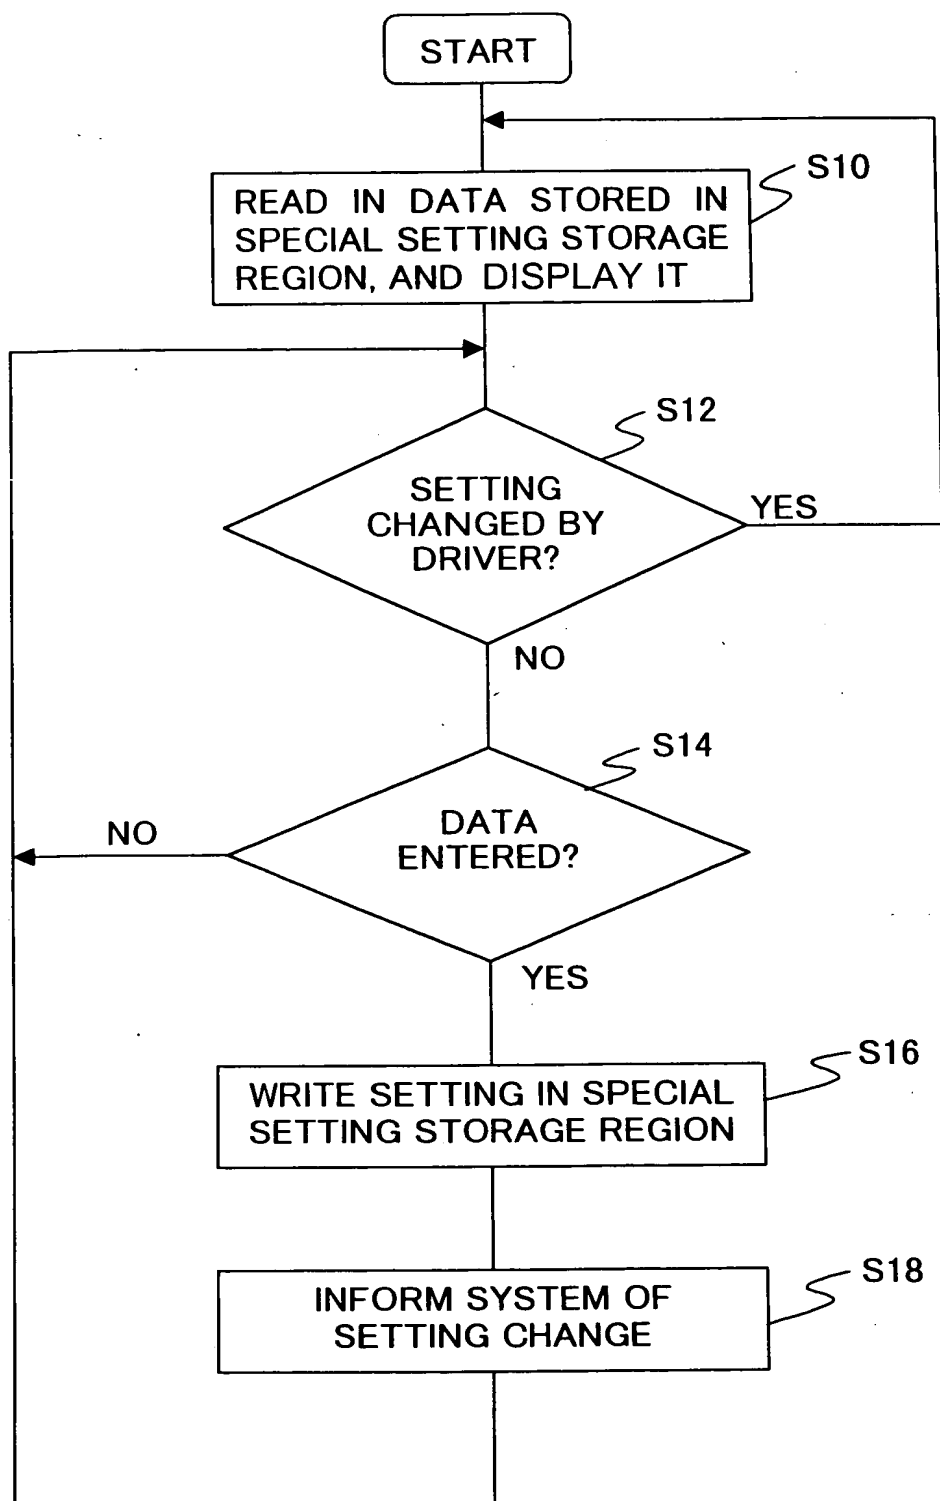 START
S10
READ IN DATA STORED IN
SPECIAL SETTING STORAGE
REGION, AND DISPLAY IT
S12
SETTING
CHANGED BY
DRIVER?
YES
NO
S14
DATA
ENTERED?
NO
YES
S16
WRITE SETTING IN SPECIAL
SETTING STORAGE REGION
S18
INFORM SYSTEM OF
SETTING CHANGE